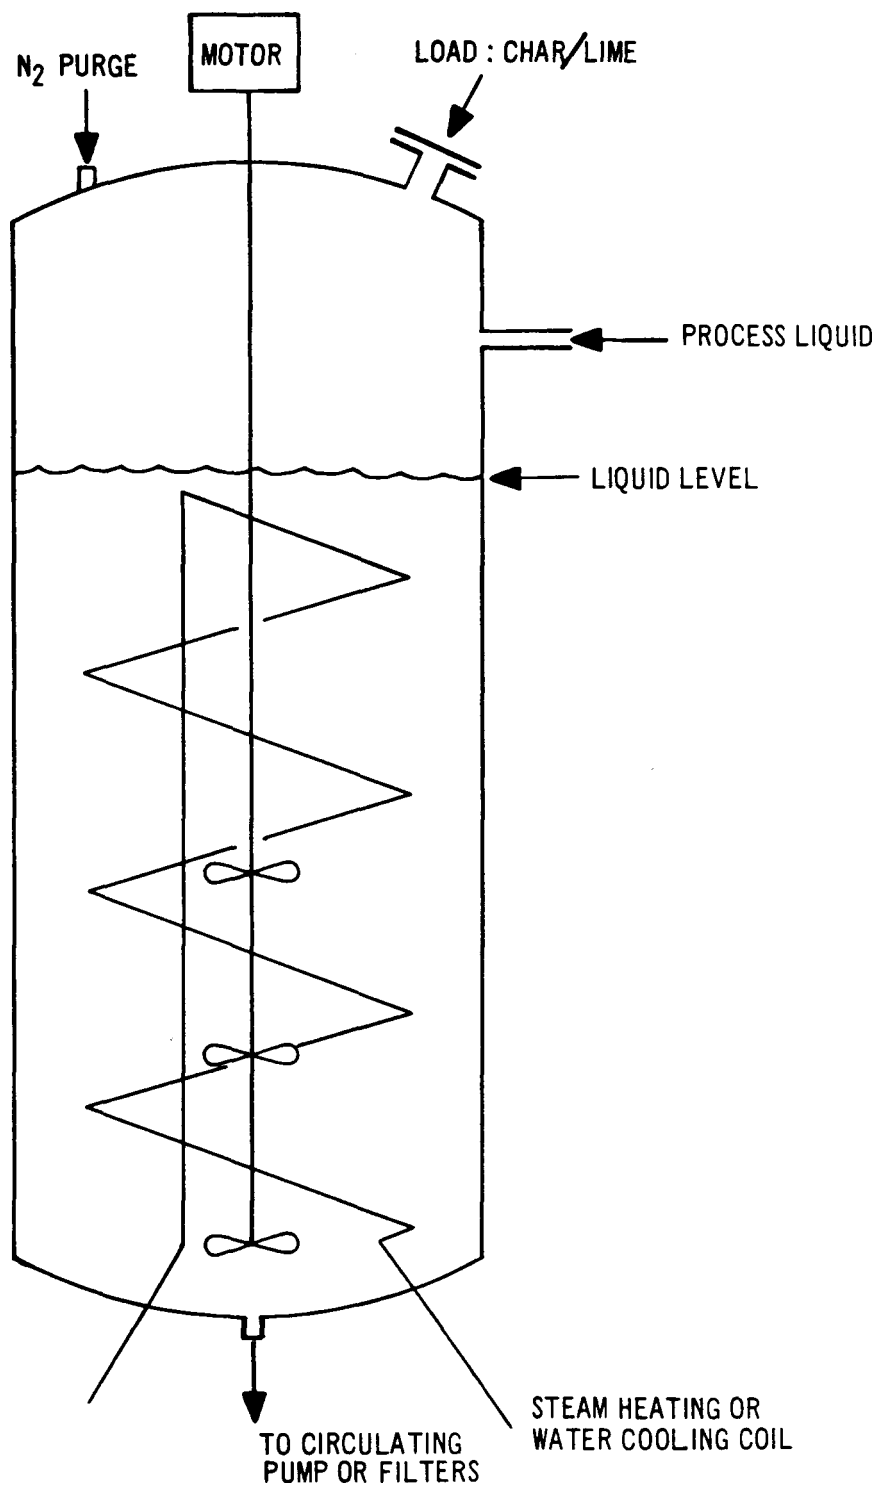 N2 PURGE
MOTOR
LOAD : CHAR/LIME
PROCESS LIQUID
LIQUID LEVEL
STEAM HEATING OR
WATER COOLING COIL
TO CIRCULATING
PUMP OR FILTERS